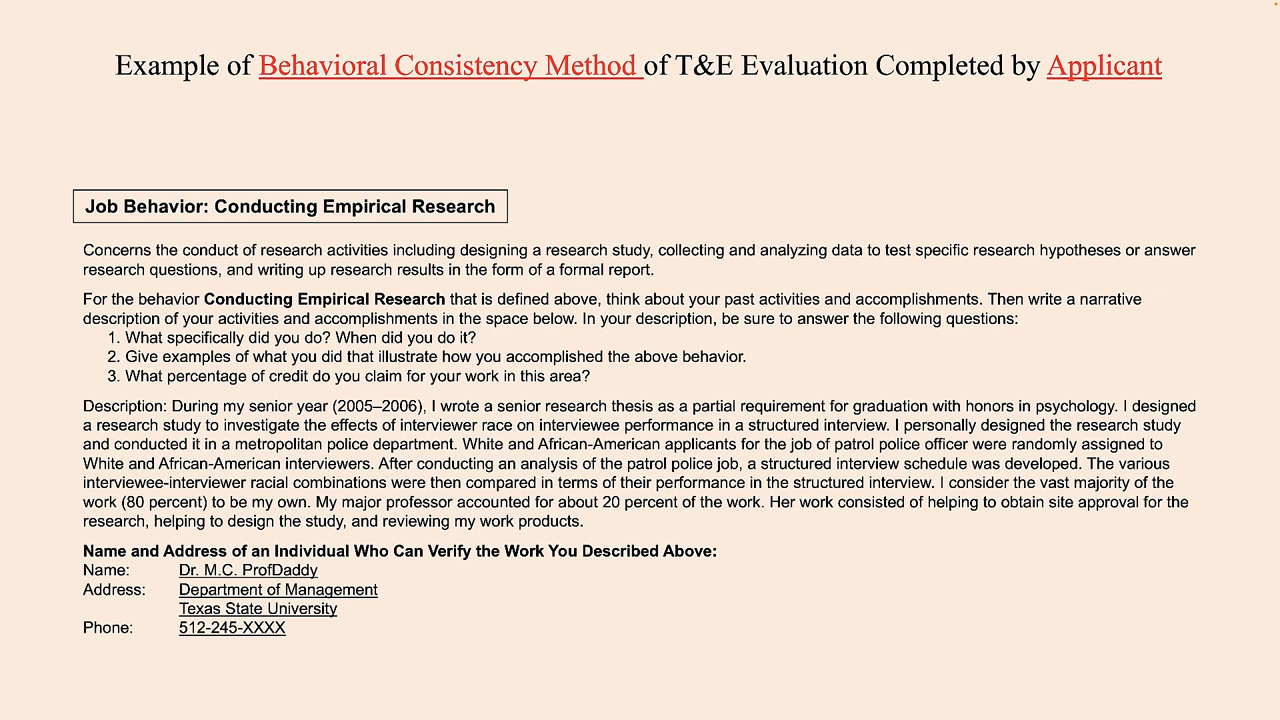 Example of Behavioral Consistency Method of T&E Evaluation Completed by Applicant
Job Behavior: Conducting Empirical Research
Concerns the conduct of research activities including designing a research study, collecting and analyzing data to test specific research hypotheses or answer
research questions, and writing up research results in the form of a formal report.
For the behavior Conducting Empirical Research that is defined above, think about your past activities and accomplishments. Then write a narrative
description of your activities and accomplishments in the space below. In your description, be sure to answer the following questions:
1. What specifically did you do? When did you do it?
2. Give examples of what you did that illustrate how you accomplished the above behavior.
3. What percentage of credit do you claim for your work in this area?
Description: During my senior year (2005–2006), I wrote a senior research thesis as a partial requirement for graduation with honors in psychology. I designed
a research study to investigate the effects of interviewer race on interviewee performance in a structured interview. I personally designed the research study
and conducted it in a metropolitan police department. White and African-American applicants for the job of patrol police officer were randomly assigned to
White and African-American interviewers. After conducting an analysis of the patrol police job, a structured interview schedule was developed. The various
interviewee-interviewer racial combinations were then compared in terms of their performance in the structured interview. I consider the vast majority of the
work (80 percent) to be my own. My major professor accounted for about 20 percent of the work. Her work consisted of helping to obtain site approval for the
research, helping to design the study, and reviewing my work products.
Name and Address of an Individual Who Can Verify the Work You Described Above:
Name: Dr. M.C. ProfDaddy
Address: Department of Management
Texas State University
Phone: 512-245-XXXX